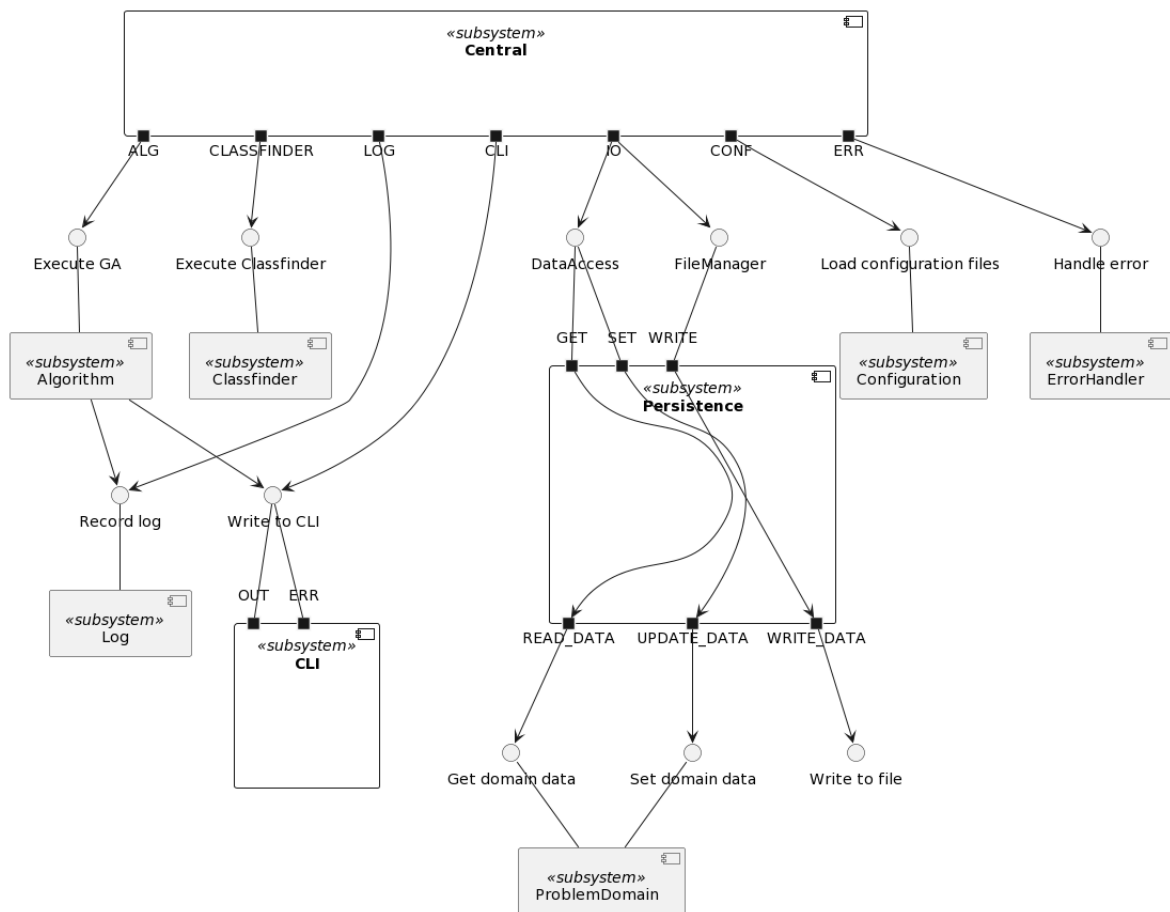 «subsystem»
Central
ALG
CLASSFINDER
LOG
CLI
IO
CONF
ERR
Execute GA
Execute Classfinder
DataAccess
FileManager
Load configuration files
Handle error
GET
SET
WRITE
«subsystem»
Algorithm
«subsystem»
Classfinder
«subsystem»
Persistence
«subsystem»
Configuration
«subsystem»
ErrorHandler
Record log
Write to CLI
OUT
ERR
«subsystem»
Log
«subsystem»
CLI
READ_DATA
UPDATE_DATA
WRITE_DATA
Get domain data
Set domain data
Write to file
«subsystem»
ProblemDomain